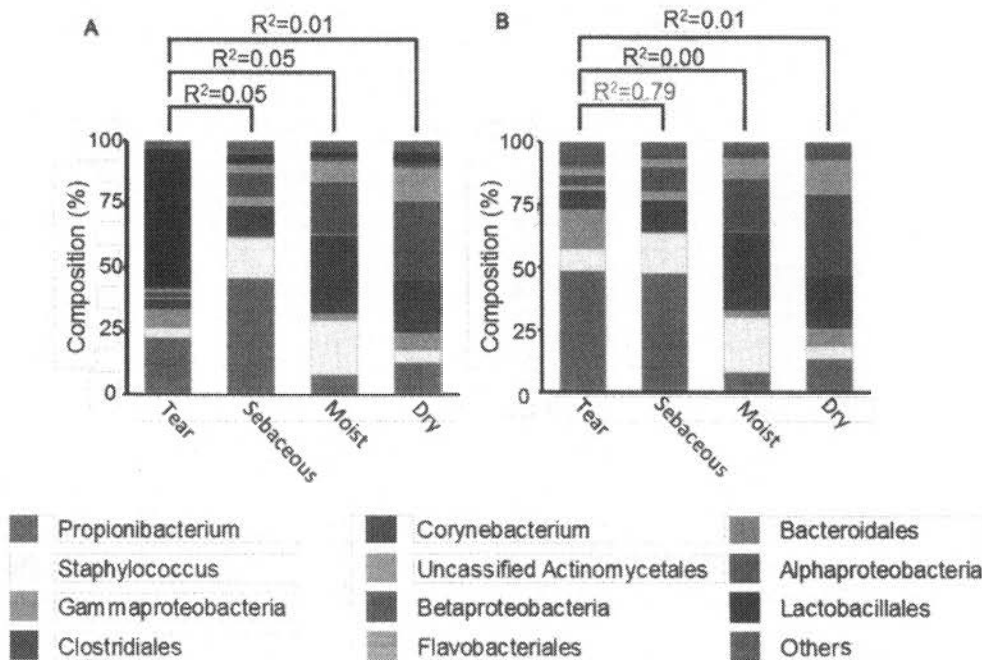 A
R²=0.01
R²=0.05
R²=0.05
100
75
50
25
0
Composition (%)
Tear
Sebaceous
Moist
Dry
B
R²=0.01
R²=0.00
R²=0.79
100
75
50
25
0
Composition (%)
Tear
Sebaceous
Moist
Dry
Propionibacterium
Staphylococcus
Gammaproteobacteria
Clostridiales
Corynebacterium
Uncassified Actinomycetales
Betaproteobacteria
Flavobacteriales
Bacteroidales
Alphaproteobacteria
Lactobacillales
Others